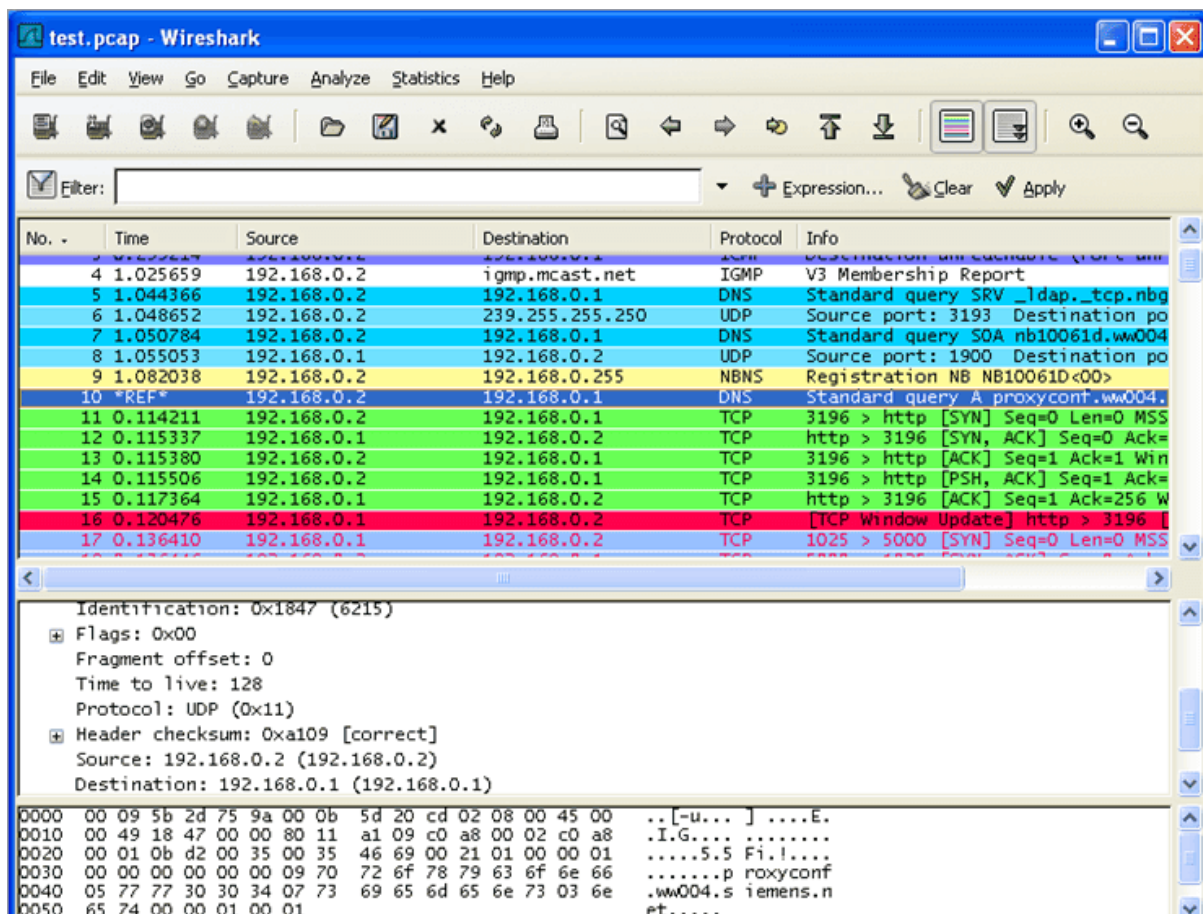 test.pcap - Wireshark
File Edit View Go Capture Analyze Statistics Help
Filter: Expression... Clear Apply
No. Time Source Destination Protocol Info
4 1.025659 192.168.0.2 igmp.mcast.net IGMP V3 Membership Report
5 1.044366 192.168.0.2 192.168.0.1 DNS Standard query SRV _ldap._tcp.nbg
6 1.048652 192.168.0.2 239.255.255.250 UDP Source port: 3193 Destination po
7 1.050784 192.168.0.2 192.168.0.1 DNS Standard query SOA nb10061d.ww004
8 1.055053 192.168.0.1 192.168.0.2 UDP Source port: 1900 Destination po
9 1.082038 192.168.0.2 192.168.0.255 NBNS Registration NB NB10061D<00>
10 *REF* 192.168.0.2 192.168.0.1 DNS Standard query A proxyconf.ww004.
11 0.114211 192.168.0.2 192.168.0.1 TCP 3196 > http [SYN] Seq=0 Len=0 MSS
12 0.115337 192.168.0.1 192.168.0.2 TCP http > 3196 [SYN, ACK] Seq=0 Ack=
13 0.115380 192.168.0.2 192.168.0.1 TCP 3196 > http [ACK] Seq=1 Ack=1 Win
14 0.115506 192.168.0.2 192.168.0.1 TCP 3196 > http [PSH, ACK] Seq=1 Ack=
15 0.117364 192.168.0.1 192.168.0.2 TCP http > 3196 [ACK] Seq=1 Ack=256 W
16 0.120476 192.168.0.1 192.168.0.2 TCP [TCP Window Update] http > 3196 [
17 0.136410 192.168.0.1 192.168.0.2 TCP 1025 > 5000 [SYN] Seq=0 Len=0 MSS
Identification: 0x1847 (6215)
Flags: 0x00
Fragment offset: 0
Time to live: 128
Protocol: UDP (0x11)
Header checksum: 0xa109 [correct]
Source: 192.168.0.2 (192.168.0.2)
Destination: 192.168.0.1 (192.168.0.1)
0000 00 09 5b 2d 75 9a 00 0b 5d 20 cd 02 08 00 45 00 ..[-u... ] ....E.
0010 00 49 18 47 00 00 80 11 a1 09 c0 a8 00 02 c0 a8 .I.G.... ........
0020 00 01 0b d2 00 35 00 35 46 69 00 21 01 00 00 01 .....5.5 Fi.!....
0030 00 00 00 00 00 00 09 70 72 6f 78 79 63 6f 6e 66 .......p roxyconf
0040 05 77 77 30 30 34 07 73 69 65 6d 65 6e 73 03 6e .ww004.s iemens.n
0050 65 74 00 00 01 00 01 et.....